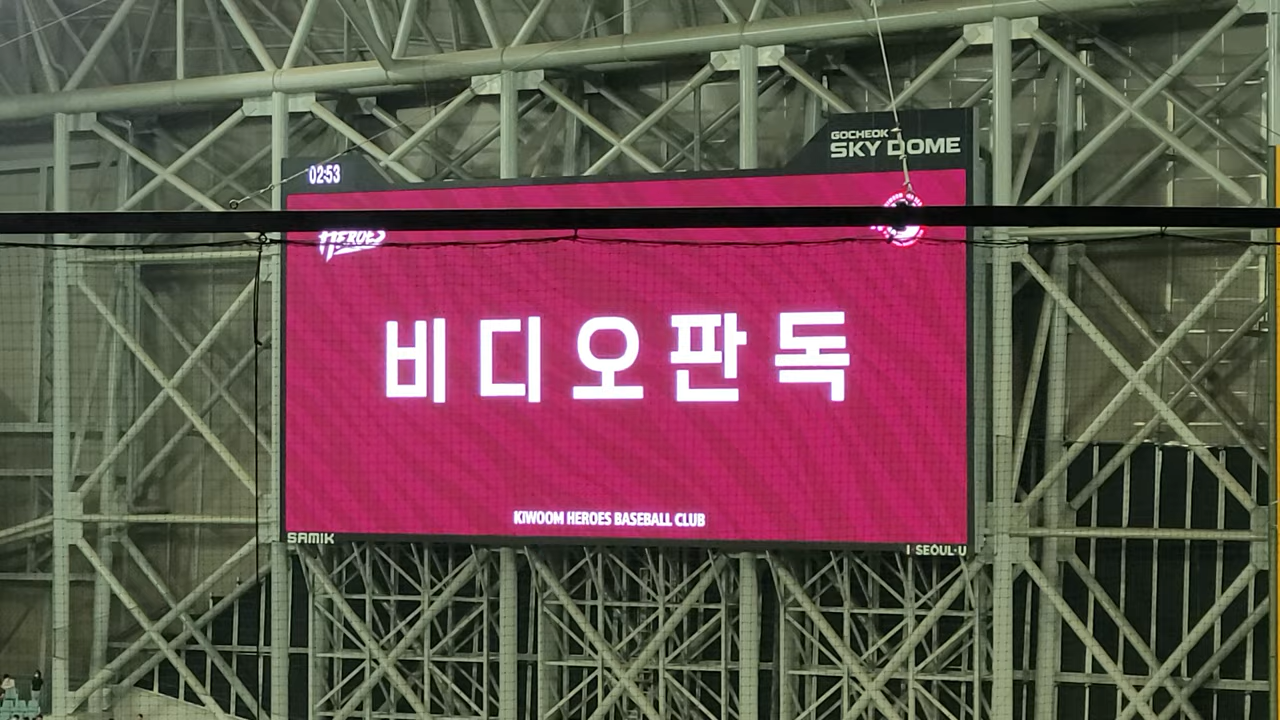 GOCHEOK
SKY DOME
02:53
HEROES
비디오판독
KIWOOM HEROES BASEBALL CLUB
SAMIK
I·SEOUL·U